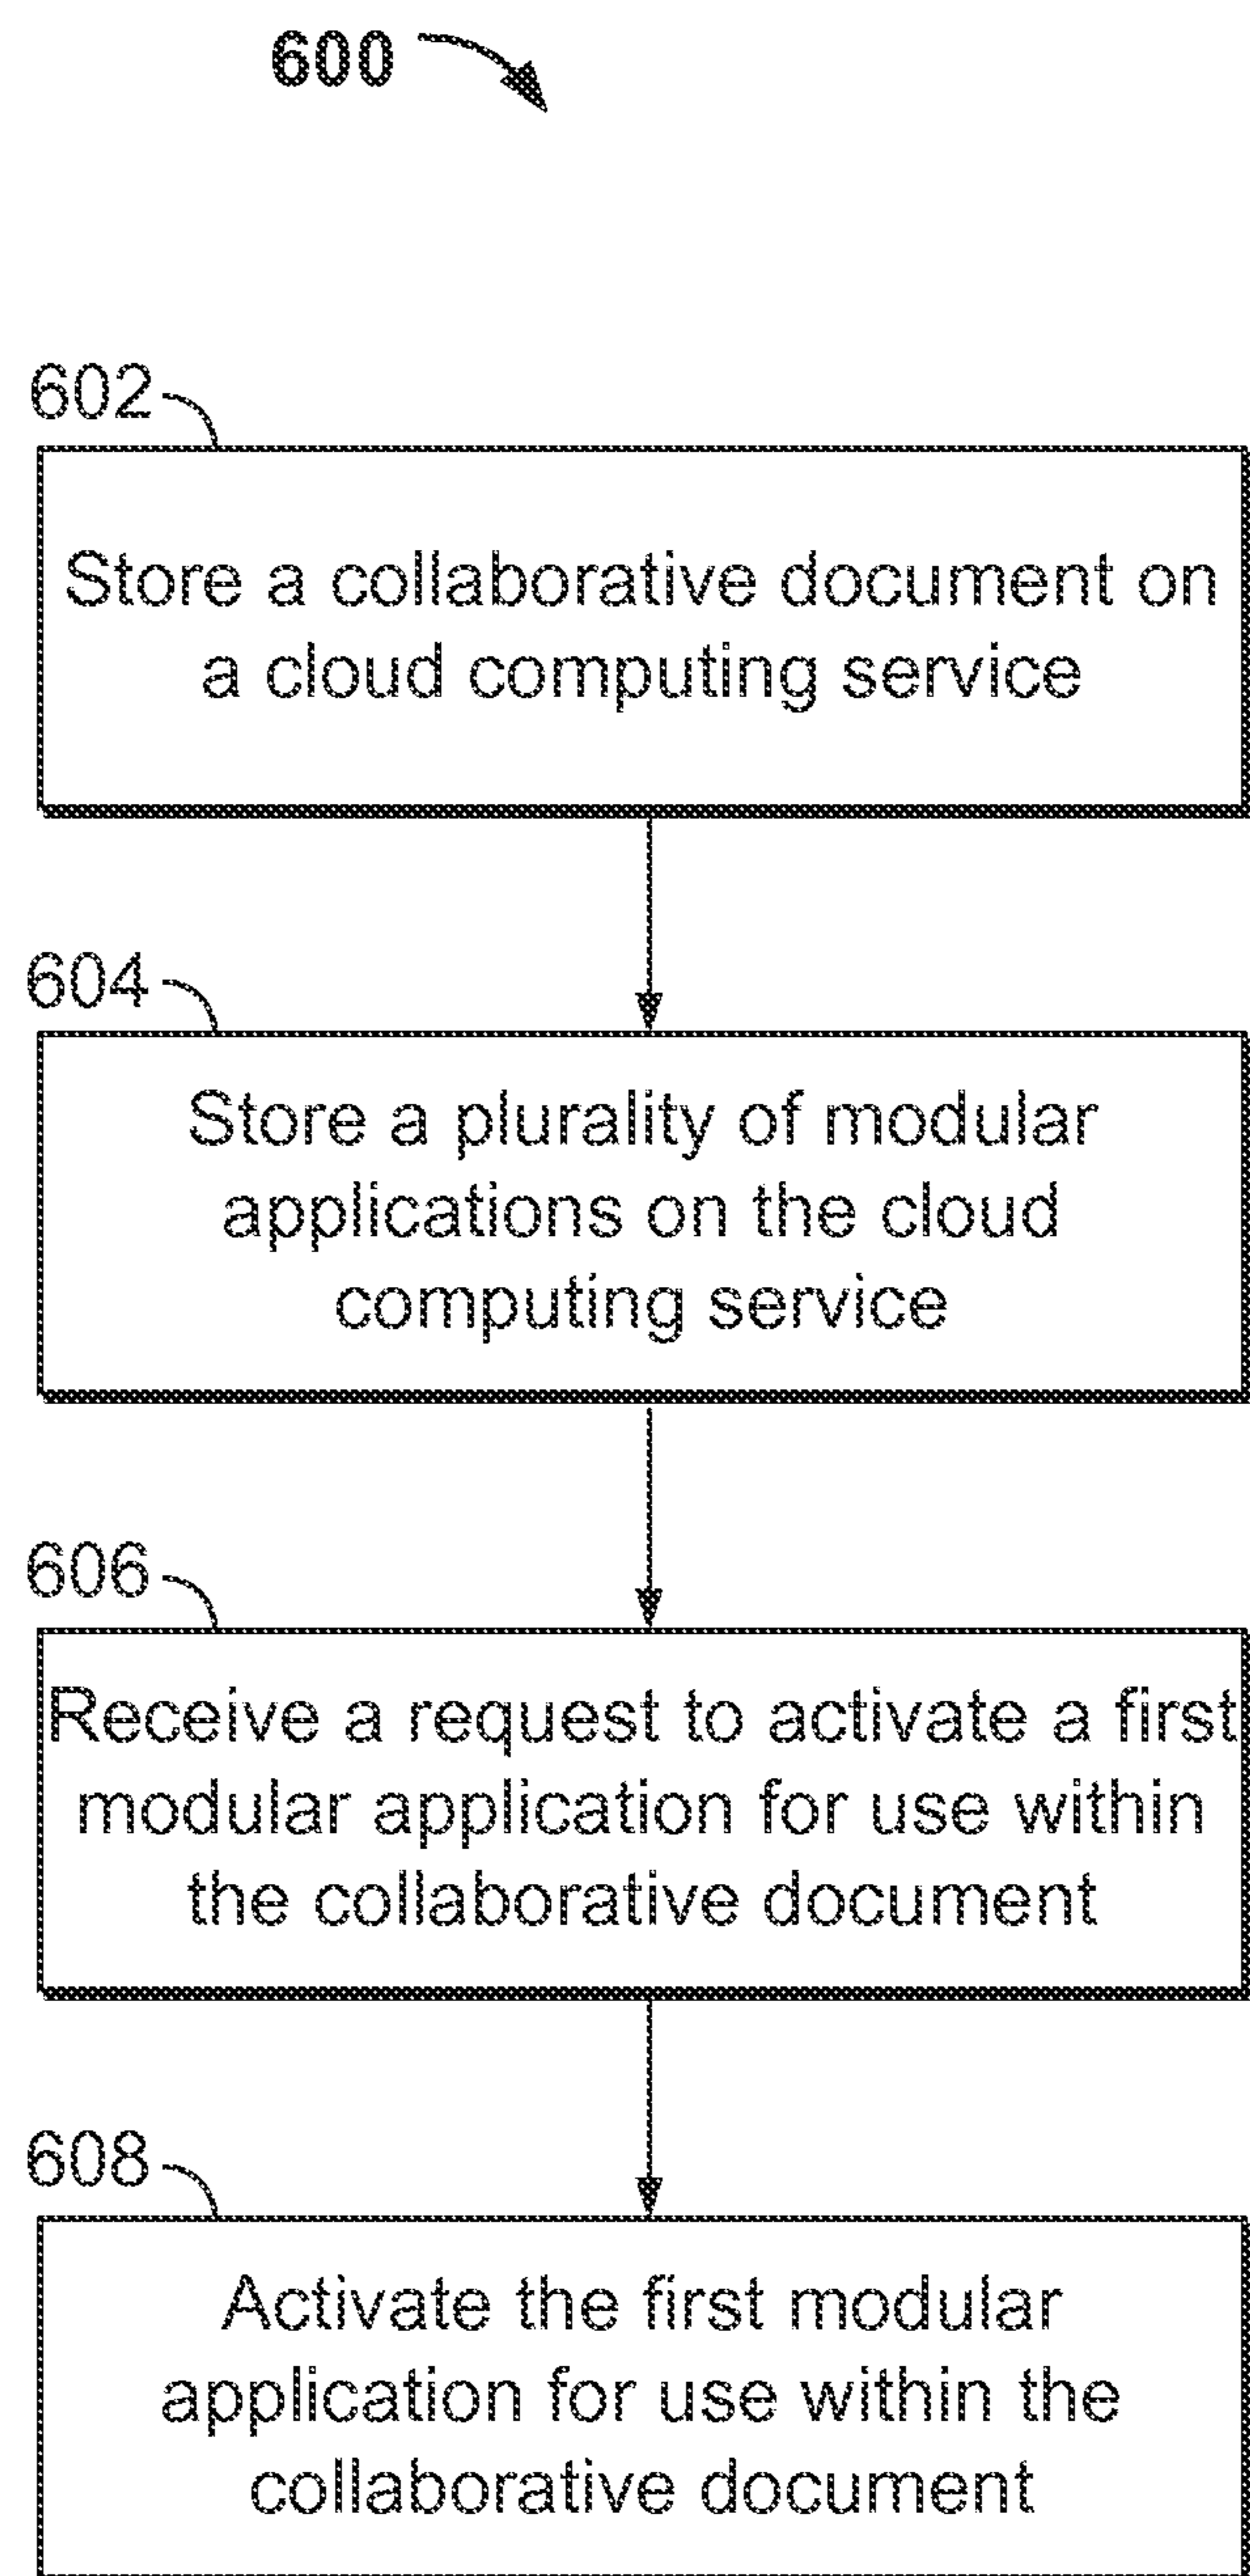 600
602
Store a collaborative document on
a cloud computing service
604
Store a plurality of modular
applications on the cloud
computing service
606
Receive a request to activate a first
modular application for use within
the collaborative document
608
Activate the first modular
application for use within the
collaborative document